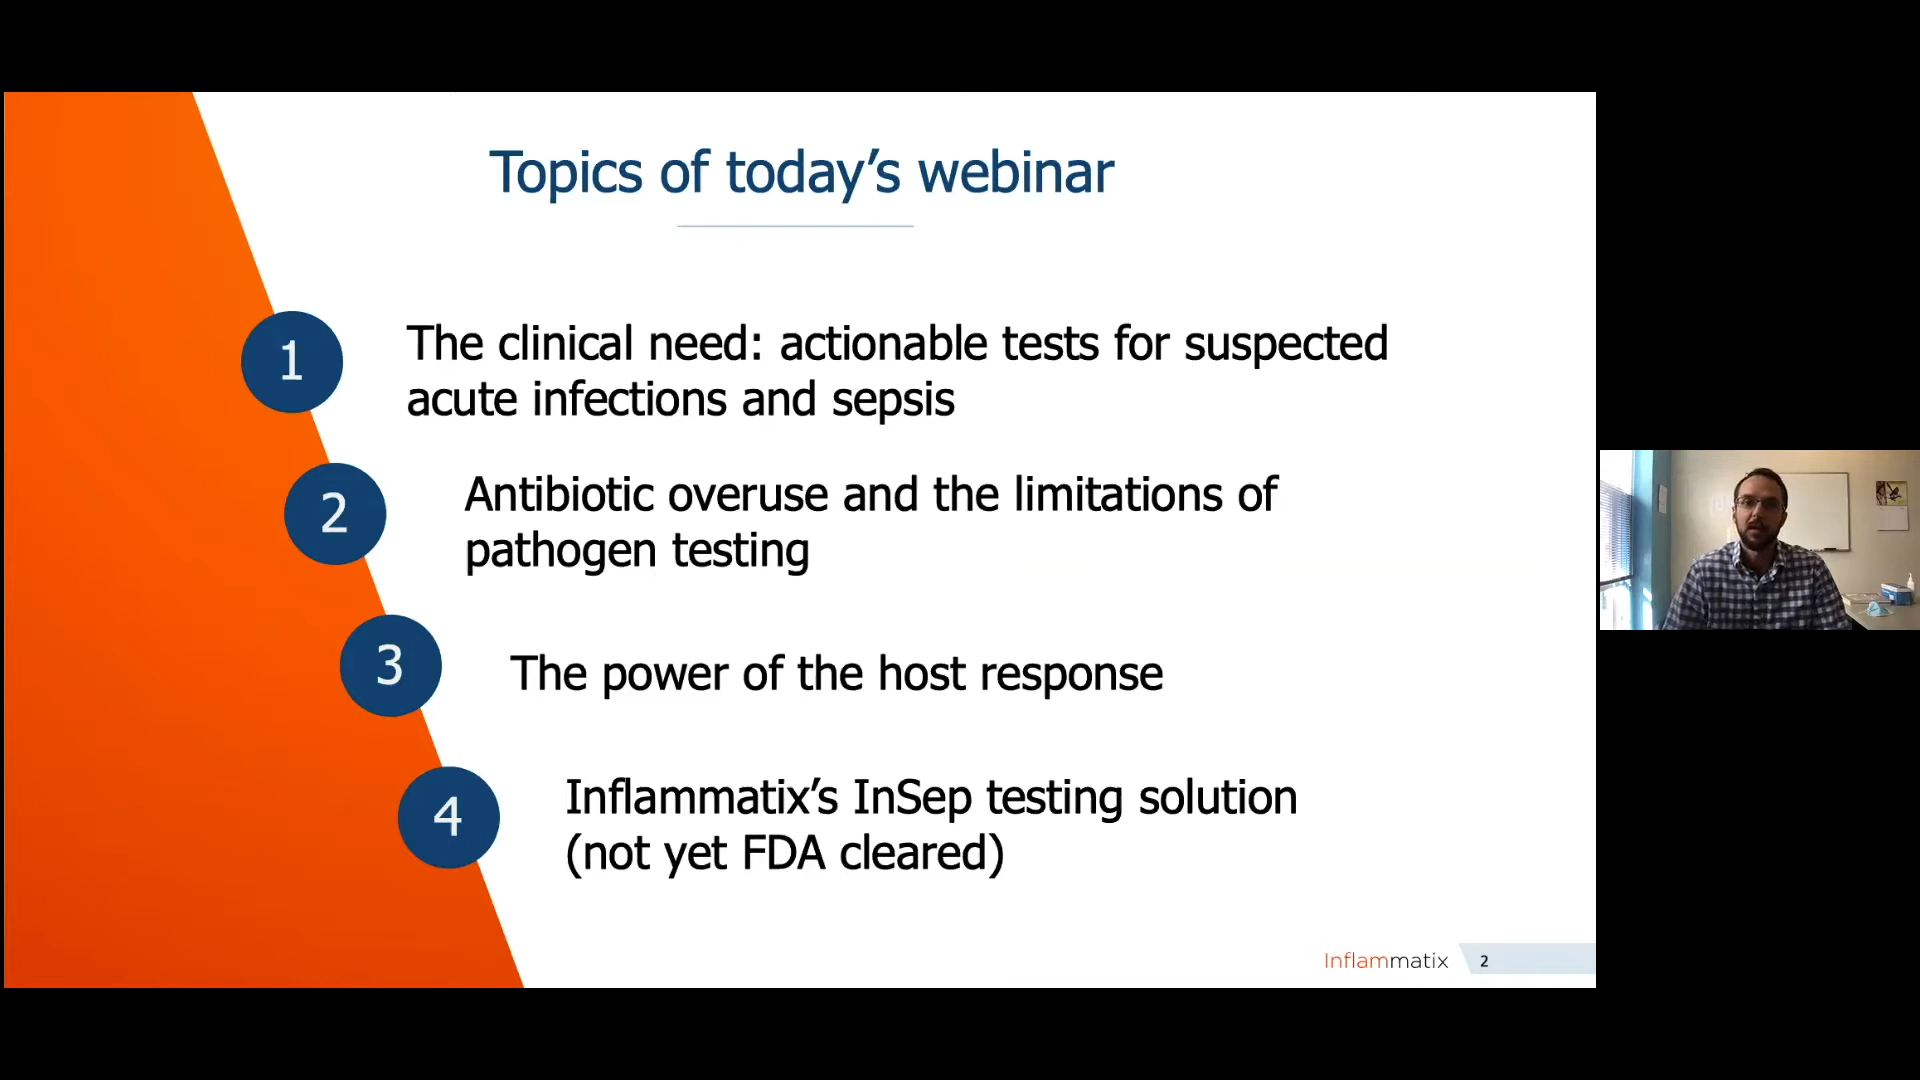 Topics of today’s webinar
1
The clinical need: actionable tests for suspected
acute infections and sepsis
2
Antibiotic overuse and the limitations of
pathogen testing
3
The power of the host response
4
Inflammatix’s InSep testing solution
(not yet FDA cleared)
Inflammatix
2